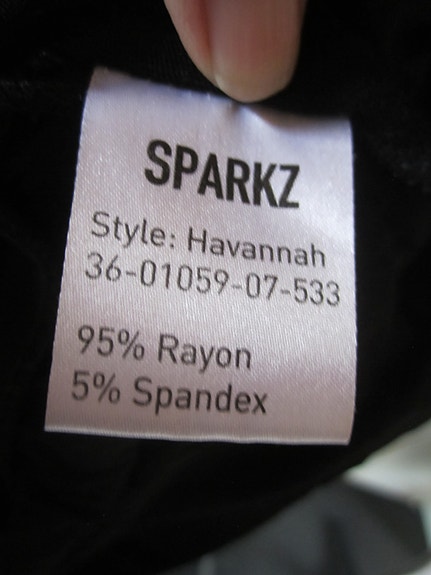 SPARKZ
Style: Havannah
36-01059-07-533
95% Rayon
5% Spandex